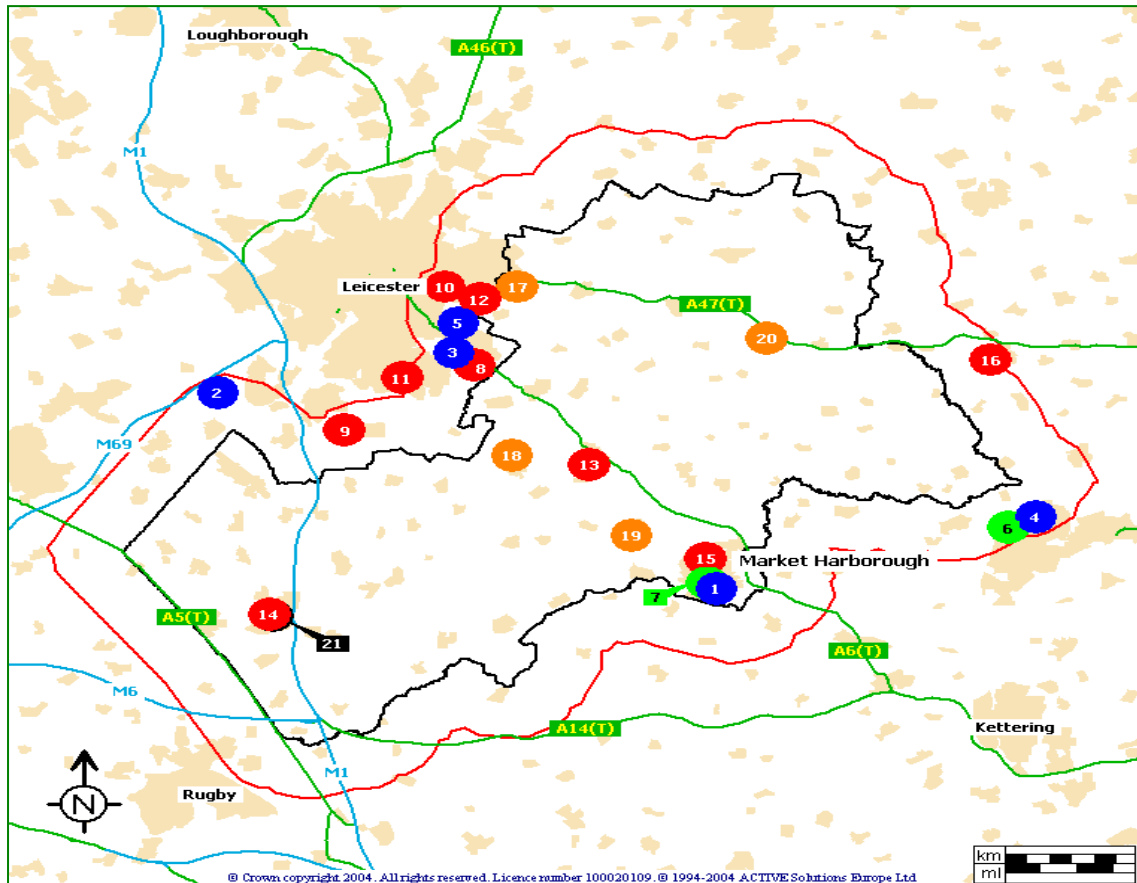 Loughborough
A46(T)
M1
Leicester
10
17
12
A47(T)
5
20
3
8
16
11
2
9
M69
18
13
4
6
19
15
Market Harborough
7
1
14
A5(T)
21
A6(T)
M6
A14(T)
Kettering
M1
Rugby
N
km
ml
© Crown copyright 2004. All rights reserved. Licence number 100020109. © 1994-2004 ACTIVE Solutions Europe Ltd